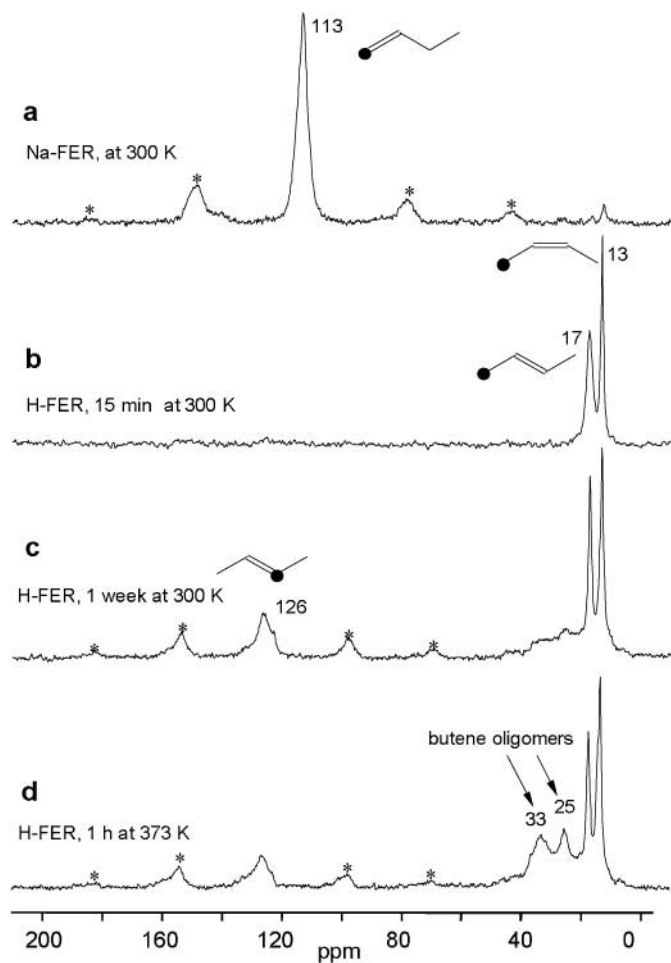 113
a
Na-FER, at 300 K
*
*
*
*
13
17
b
H-FER, 15 min at 300 K
c
H-FER, 1 week at 300 K
126
*
*
*
*
butene oligomers
d
33
25
H-FER, 1 h at 373 K
*
*
*
*
200 160 120 80 40 0
ppm